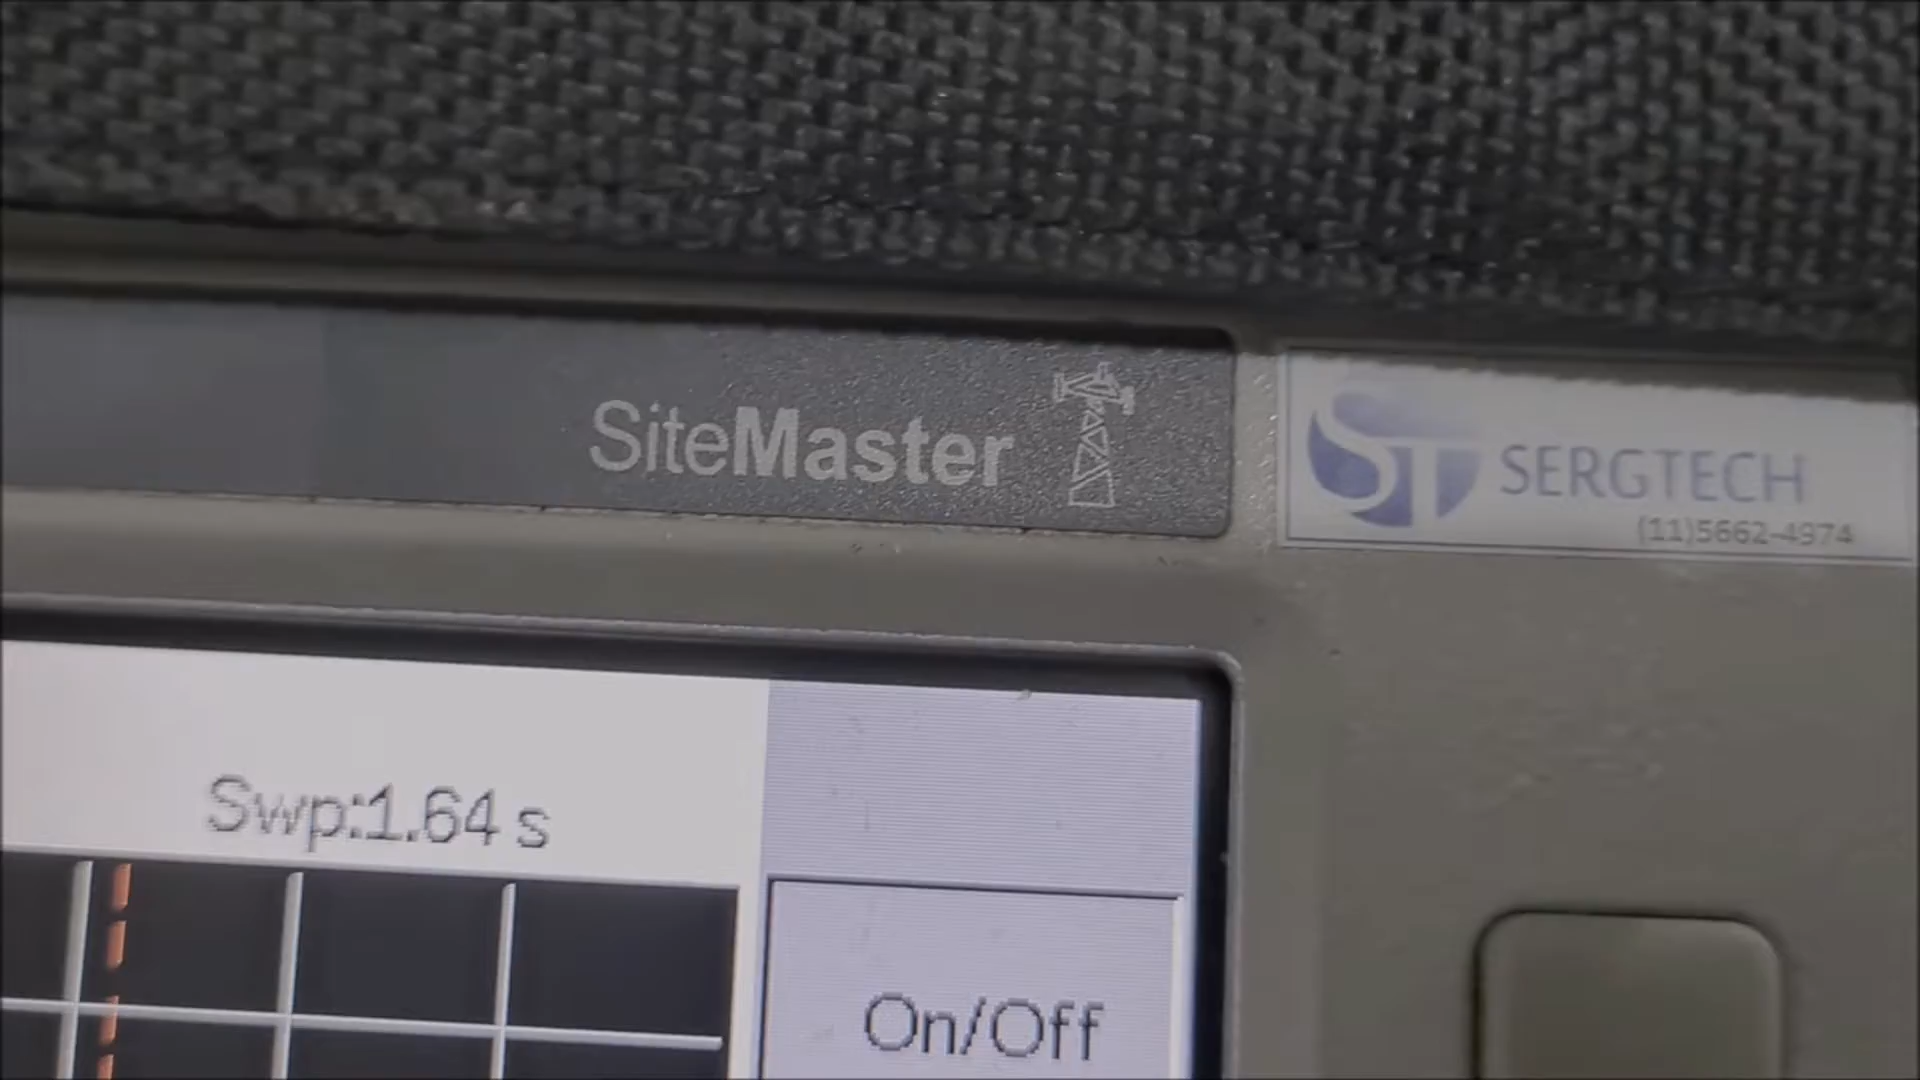 SiteMaster
ST SERGTECH
(11)5662-4974
Swp:1.64 s
On/Off